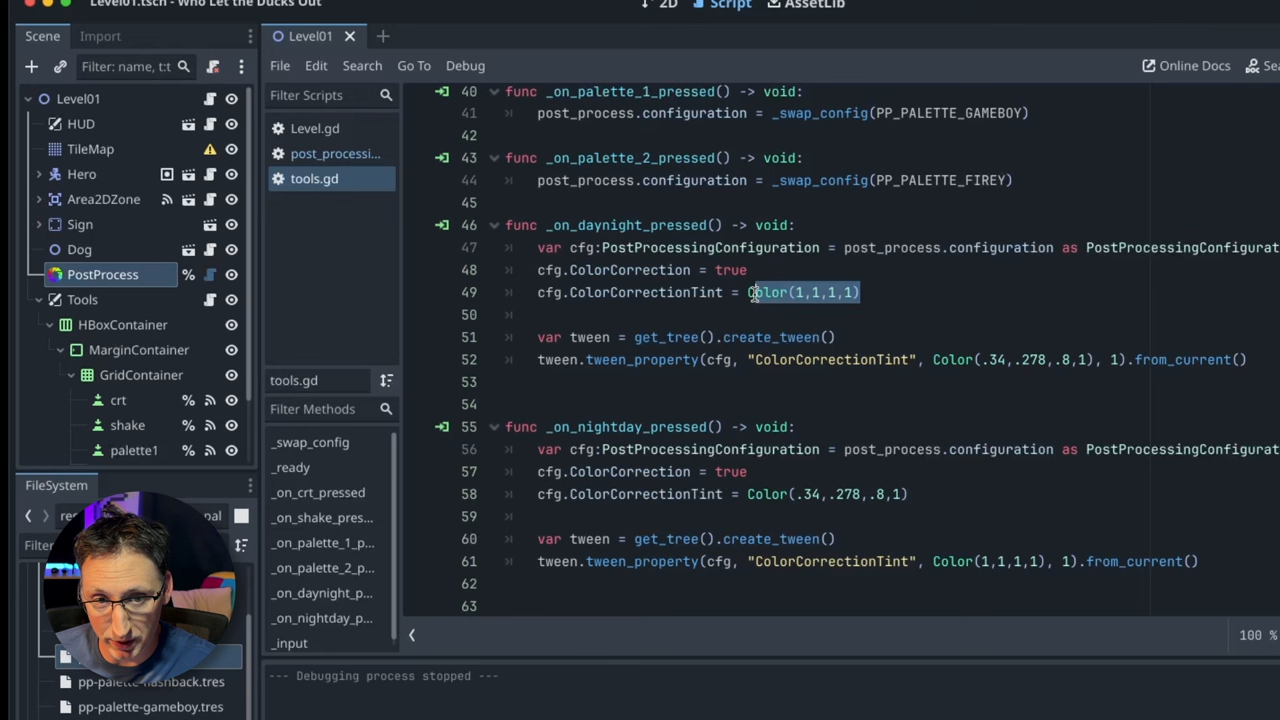 Level01.tscn - Who Let the Ducks Out
2D
Script
AssetLib
Scene
Import
Level01
Filter: name, t:t
File
Edit
Search
Go To
Debug
Online Docs
Level01
HUD
TileMap
Hero
Area2DZone
Sign
Dog
PostProcess
Tools
HBoxContainer
MarginContainer
GridContainer
crt
shake
palette1
Filter Scripts
Level.gd
post_processi...
tools.gd
tools.gd
Filter Methods
_swap_config
_ready
_on_crt_pressed
_on_shake_pres...
_on_palette_1_p...
_on_palette_2_p...
_on_daynight_p...
_on_nightday_p...
_input
40 func _on_palette_1_pressed() -> void:
41 post_process.configuration = _swap_config(PP_PALETTE_GAMEBOY)
42
43 func _on_palette_2_pressed() -> void:
44 post_process.configuration = _swap_config(PP_PALETTE_FIREY)
45
46 func _on_daynight_pressed() -> void:
47 var cfg:PostProcessingConfiguration = post_process.configuration as PostProcessingConfigurat
48 cfg.ColorCorrection = true
49 cfg.ColorCorrectionTint = Color(1,1,1,1)
50
51 var tween = get_tree().create_tween()
52 tween.tween_property(cfg, "ColorCorrectionTint", Color(.34,.278,.8,1), 1).from_current()
53
54
55 func _on_nightday_pressed() -> void:
56 var cfg:PostProcessingConfiguration = post_process.configuration as PostProcessingConfigurat
57 cfg.ColorCorrection = true
58 cfg.ColorCorrectionTint = Color(.34,.278,.8,1)
59
60 var tween = get_tree().create_tween()
61 tween.tween_property(cfg, "ColorCorrectionTint", Color(1,1,1,1), 1).from_current()
62
63
100 %
FileSystem
pal
pp-palette-gameboy.tres
--- Debugging process stopped ---